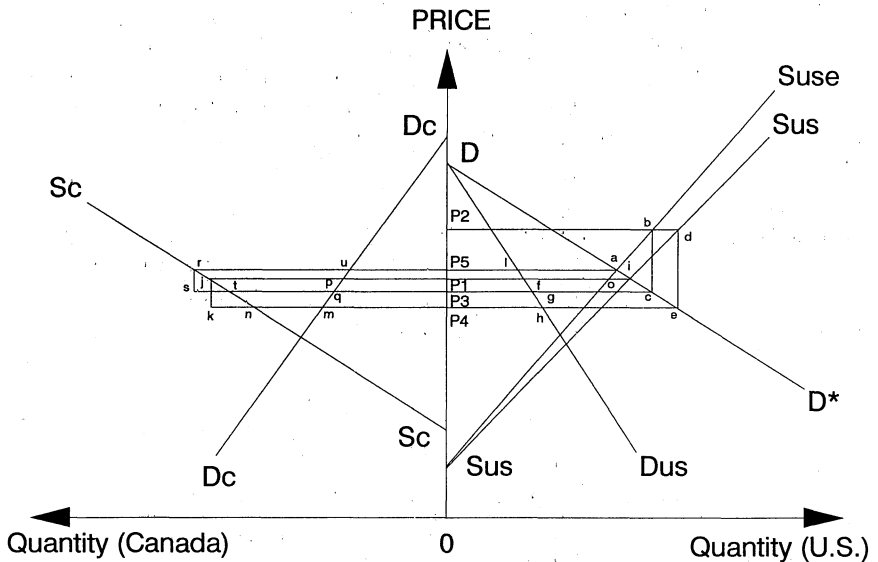 PRICE
Suse
Sus
Dc
D
Sc
P2
b
d
r
u
P5
l
a
i
j
s
t
p
P1
f
o
q
P3
g
c
k
n
m
P4
h
e
D*
Sc
Sus
Dus
Dc
Quantity (Canada)
0
Quantity (U.S.)